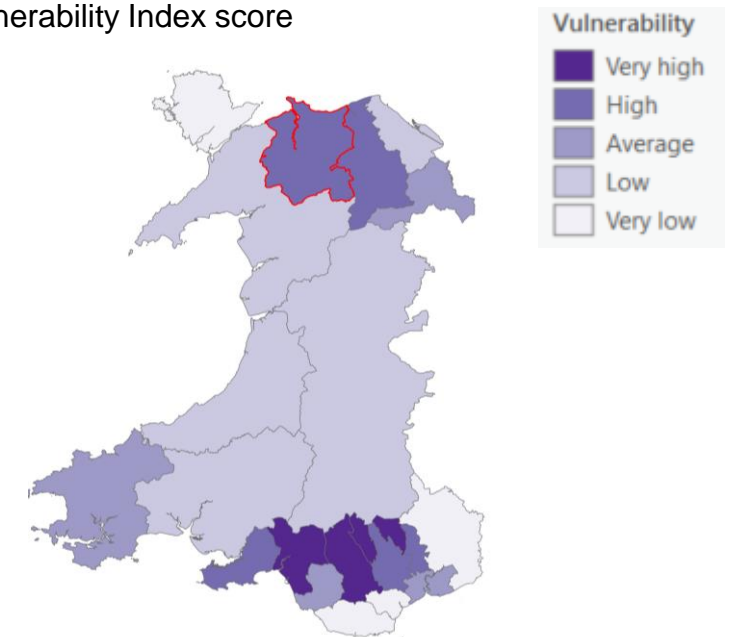 nerability Index score
Vulnerability
Very high
High
Average
Low
Very low